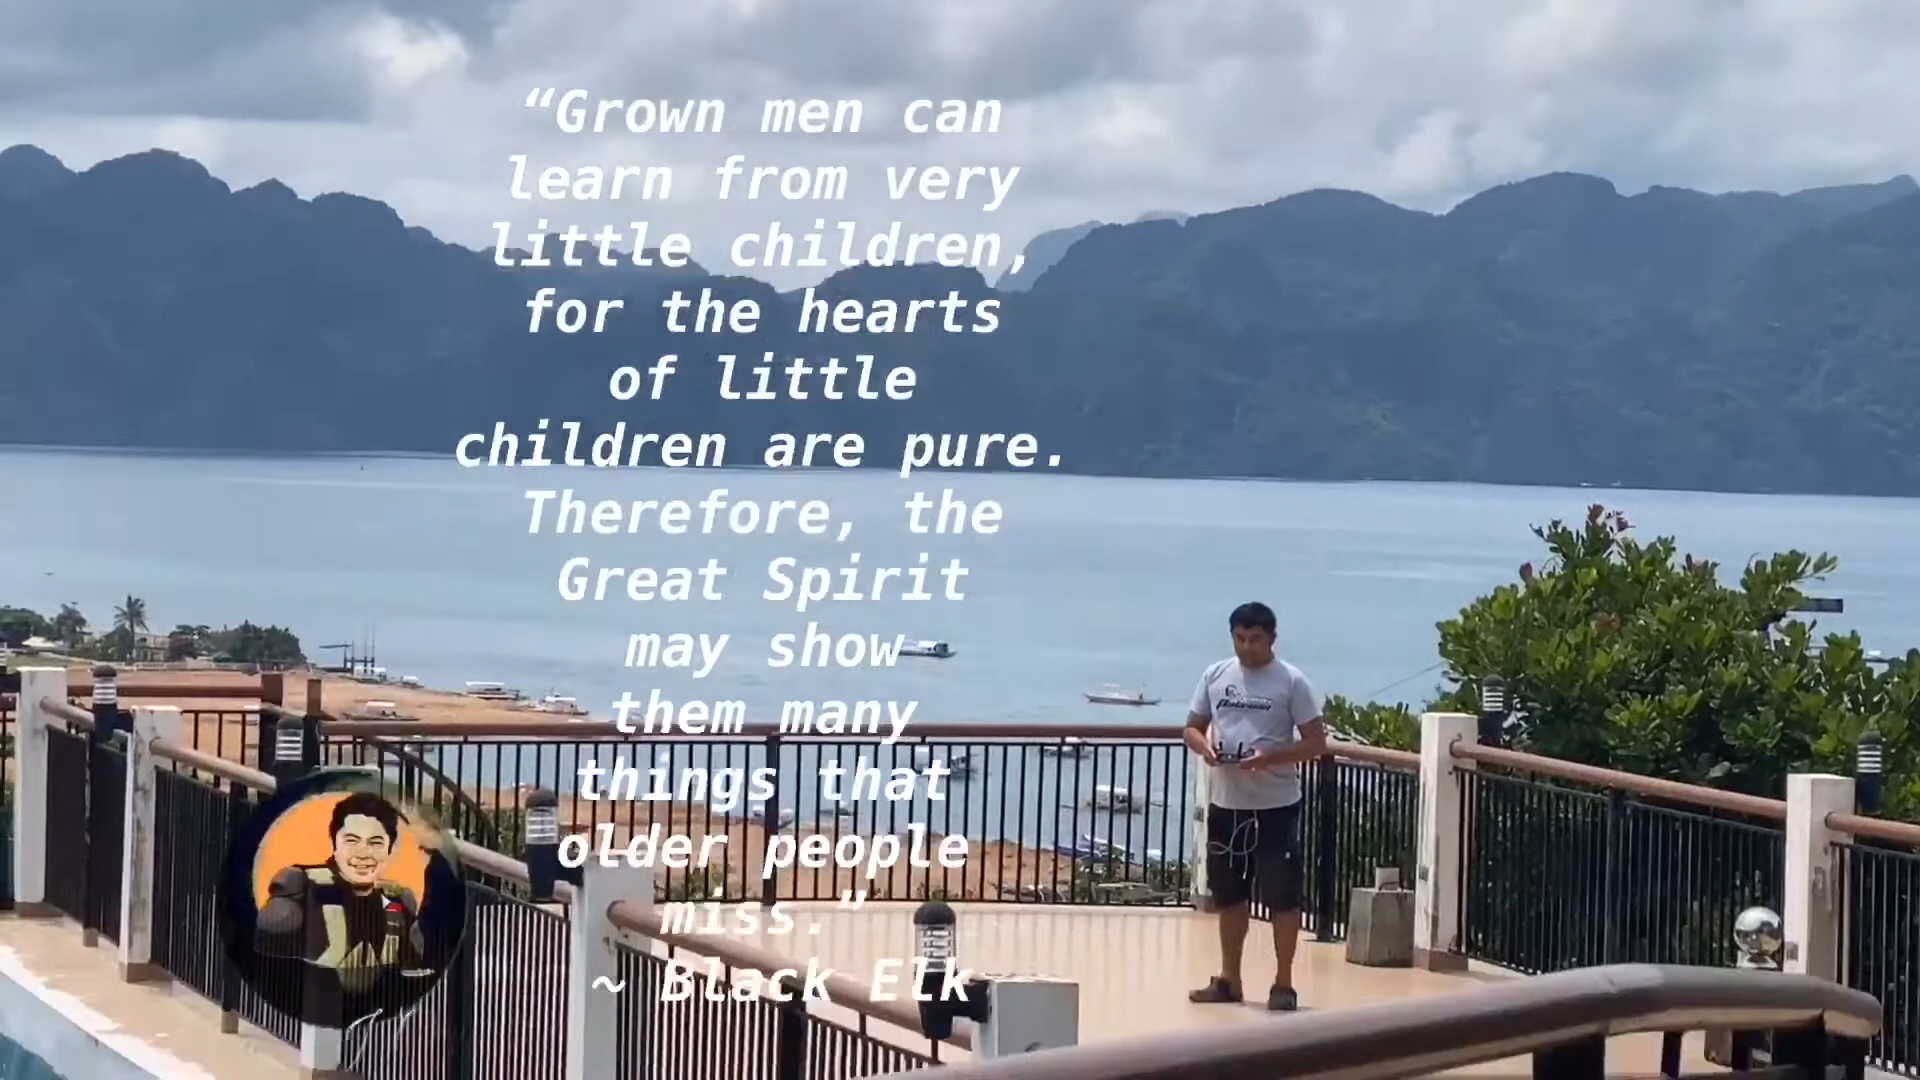 “Grown men can
learn from very
little children,
for the hearts
of little
children are pure.
Therefore, the
Great Spirit
may show
them many
things that
older people
miss.”
~ Black Elk